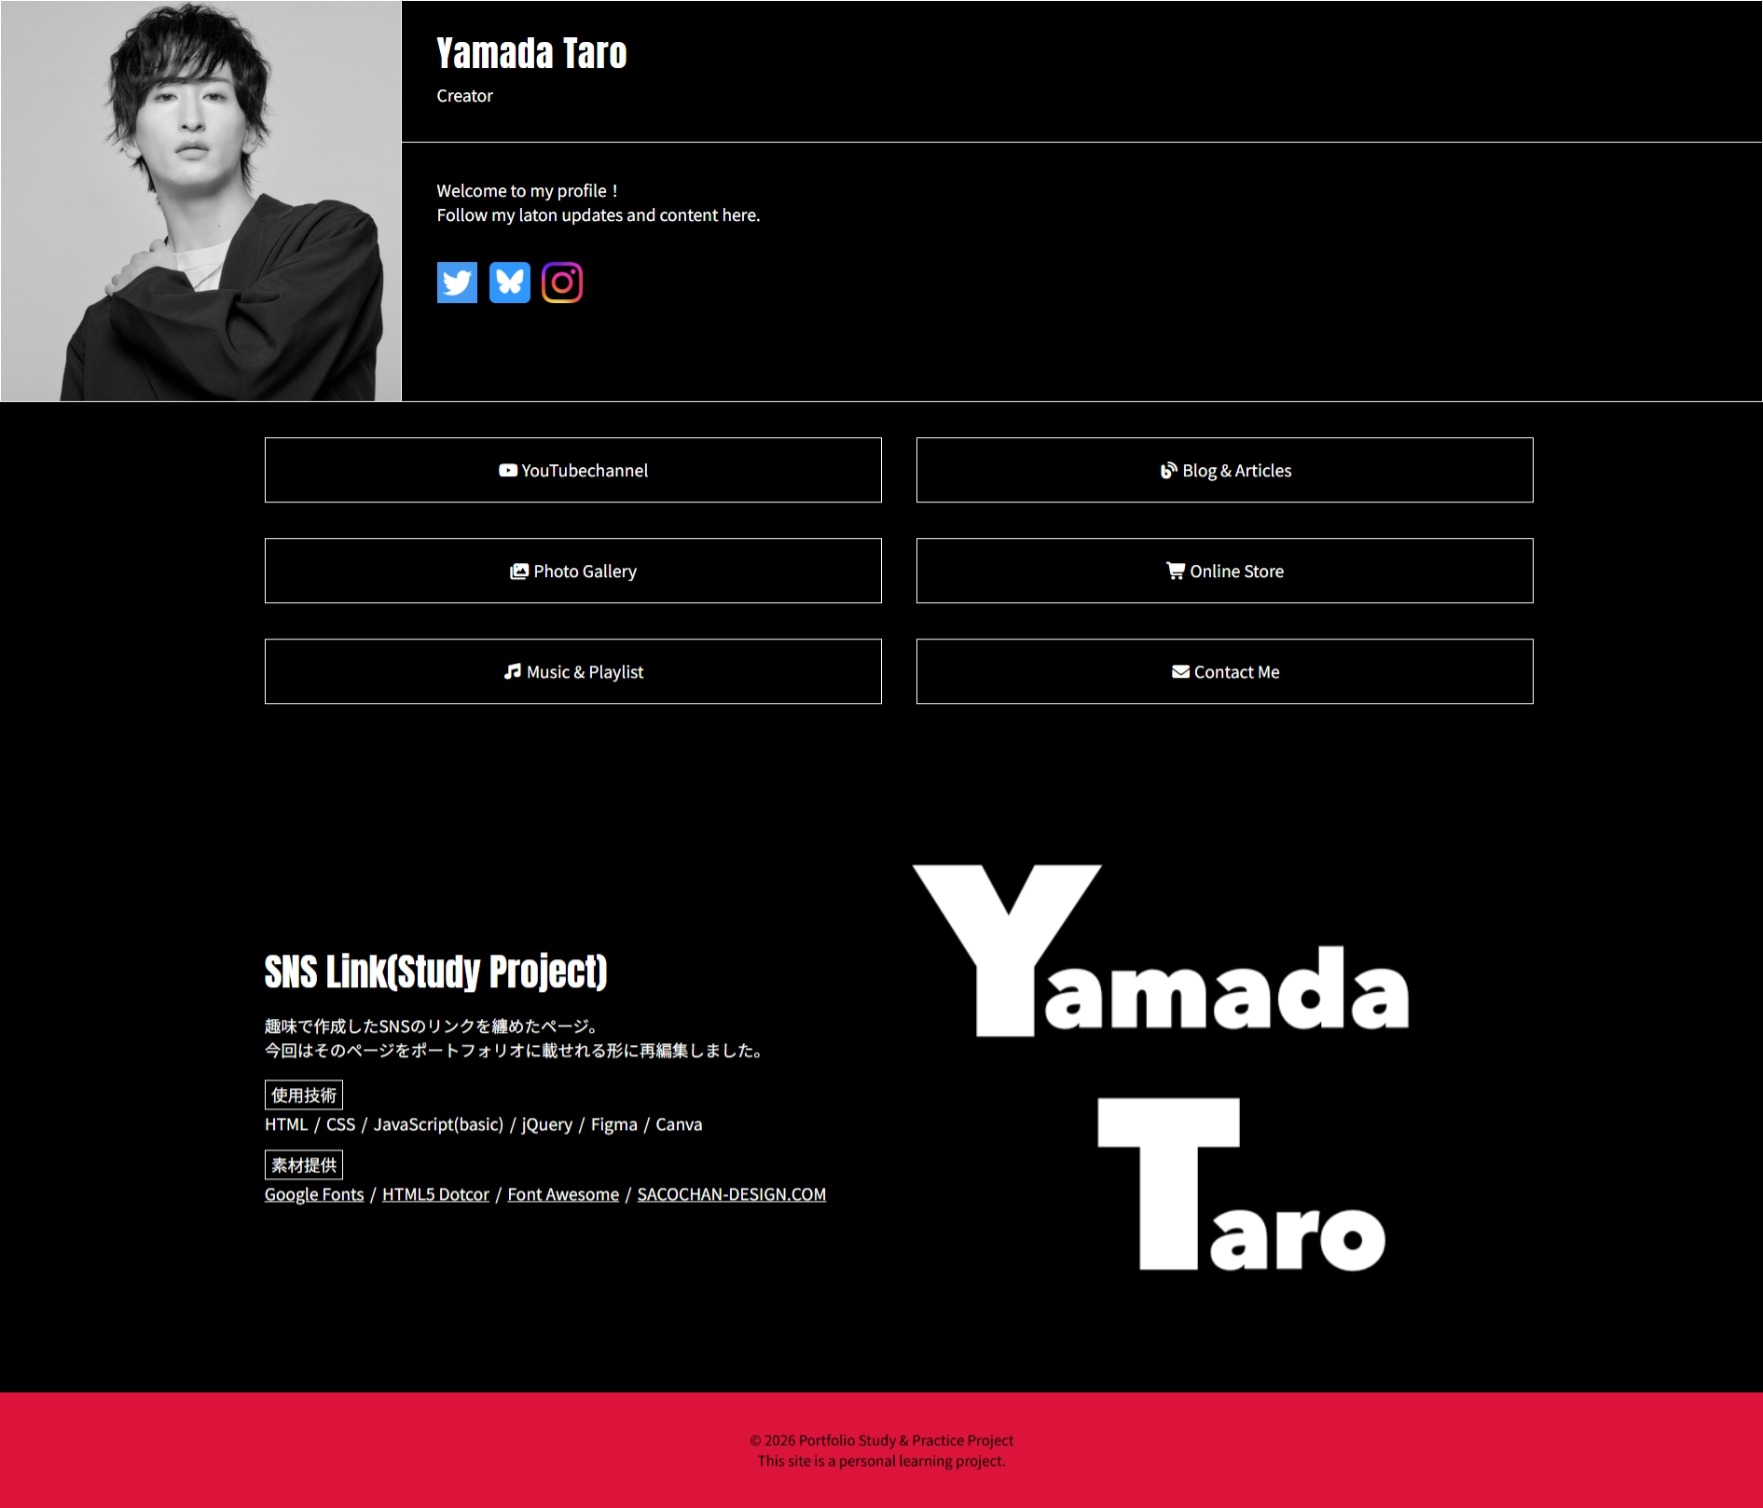 Yamada Taro
Creator
Welcome to my profile！
Follow my laton updates and content here.
YouTubechannel
Blog & Articles
Photo Gallery
Online Store
Music & Playlist
Contact Me
SNS Link(Study Project)
趣味で作成したSNSのリンクを纏めたページ。
今回はそのページをポートフォリオに載せれる形に再編集しました。
使用技術
HTML / CSS / JavaScript(basic) / jQuery / Figma / Canva
素材提供
Google Fonts / HTML5 Dotcor / Font Awesome / SACOCHAN-DESIGN.COM
Yamada
Taro
© 2026 Portfolio Study & Practice Project
This site is a personal learning project.